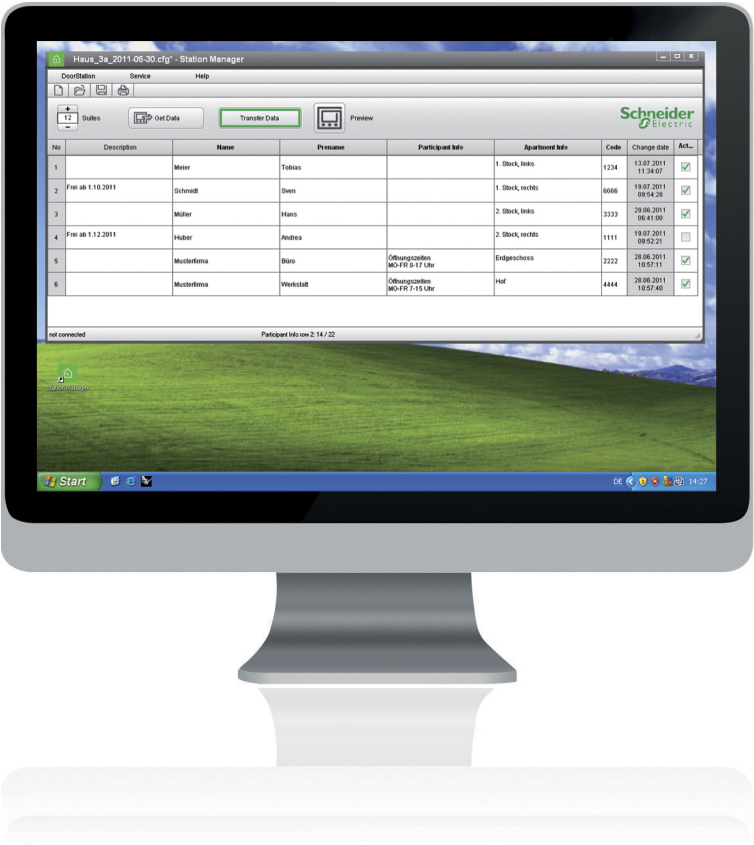 Haus_3a_2011-06-30.cfg* - Station Manager
DoorStation Service Help
12 Suites Get Data Transfer Data Preview
Schneider Electric
No Description Name Prename Participant Info Apartment Info Code Change date Act...
1 Meier Tobias 1. Stock, links 1234 13.07.2011 11:34:07
2 Frei ab 1.10.2011 Schmidt Sven 1. Stock, rechts 6666 19.07.2011 09:54:28
3 Müller Hans 2. Stock, links 3333 29.06.2011 06:41:00
4 Frei ab 1.12.2011 Huber Andrea 2. Stock, rechts 1111 19.07.2011 09:52:21
5 Musterfirma Büro Öffnungszeiten MO-FR 8-17 Uhr Erdgeschoss 2222 28.06.2011 10:57:11
6 Musterfirma Werkstatt Öffnungszeiten MO-FR 7-15 Uhr Hof 4444 28.06.2011 10:57:40
not connected Participant Info row 2: 14 / 22
Station Manager
Start DE 14:27